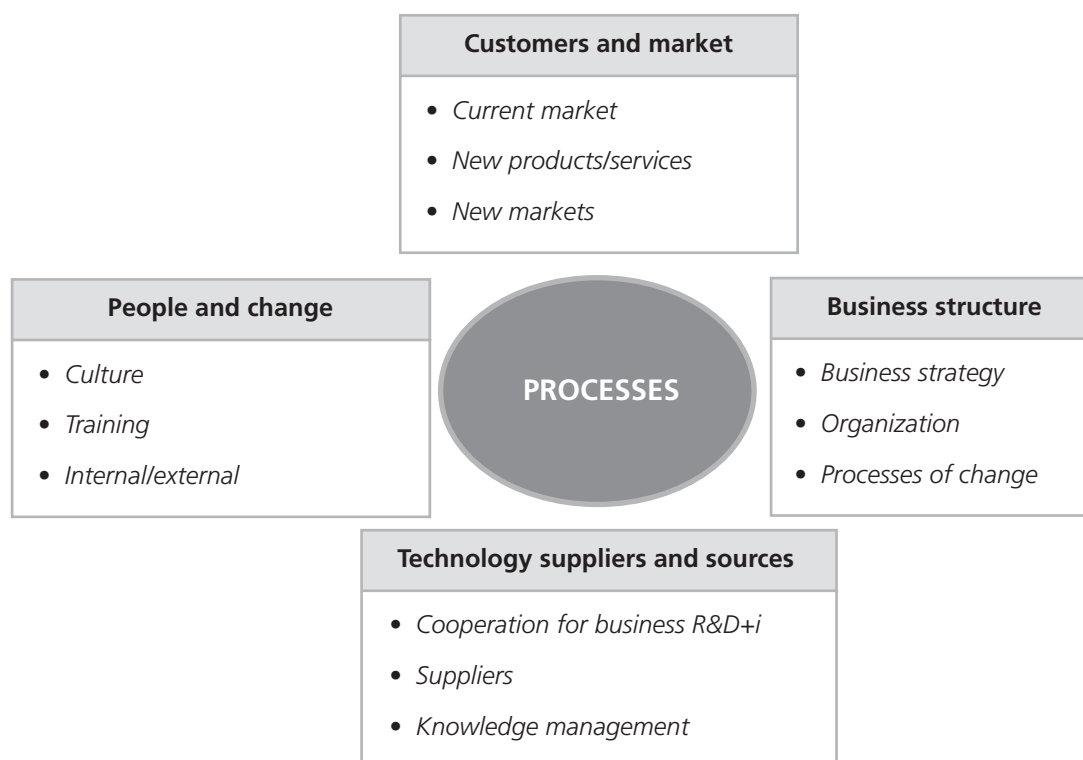 Customers and market
• Current market
• New products/services
• New markets
People and change
• Culture
• Training
• Internal/external
PROCESSES
Business structure
• Business strategy
• Organization
• Processes of change
Technology suppliers and sources
• Cooperation for business R&D+i
• Suppliers
• Knowledge management